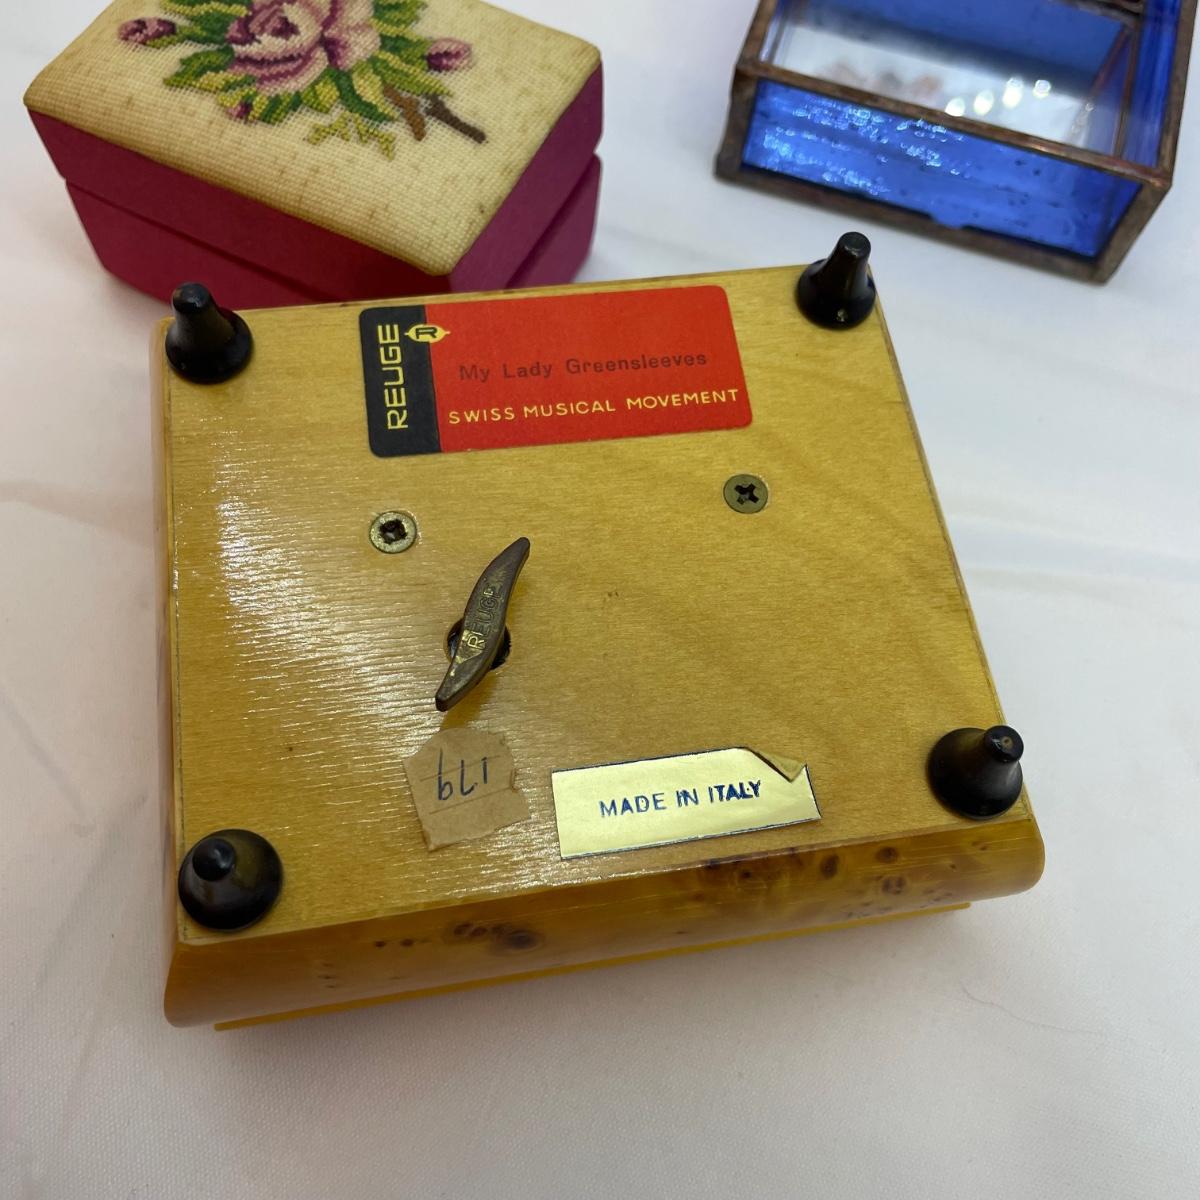 REUGE
R
My Lady Greensleeves
SWISS MUSICAL MOVEMENT
REUGE
179
MADE IN ITALY